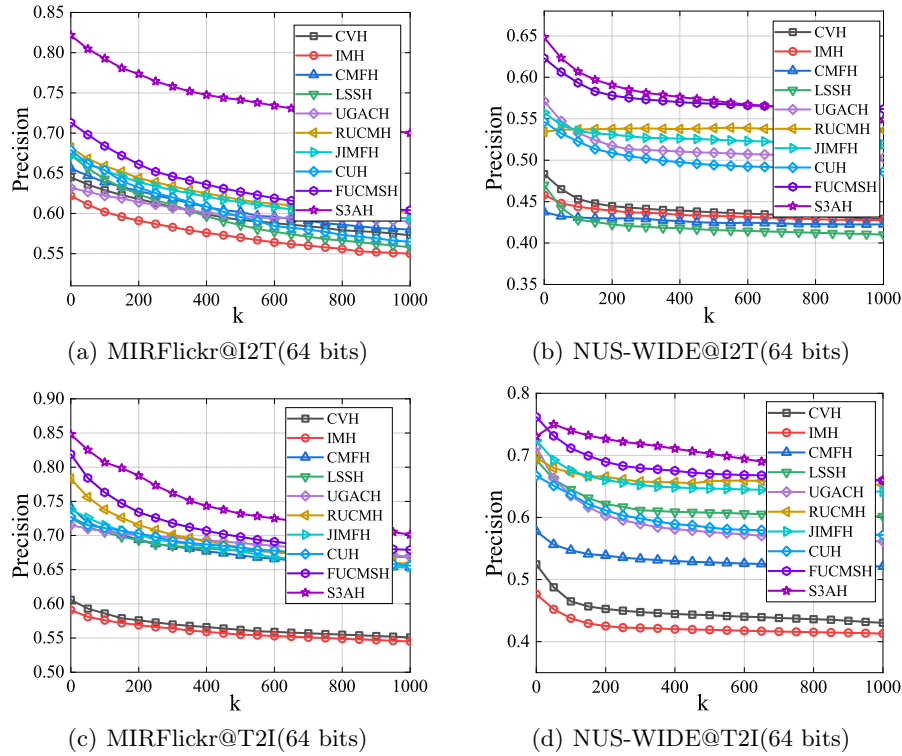 0.85
0.80
0.75
0.70
0.65
0.60
0.55
Precision
0 200 400 600 800 1000
k
CVH
IMH
CMFH
LSSH
UGACH
RUCMH
JIMFH
CUH
FUCMSH
S3AH
(a) MIRFlickr@I2T(64 bits)
0.65
0.60
0.55
0.50
0.45
0.40
0.35
Precision
0 200 400 600 800 1000
k
CVH
IMH
CMFH
LSSH
UGACH
RUCMH
JIMFH
CUH
FUCMSH
S3AH
(b) NUS-WIDE@I2T(64 bits)
0.90
0.85
0.80
0.75
0.70
0.65
0.60
0.55
0.50
Precision
0 200 400 600 800 1000
k
CVH
IMH
CMFH
LSSH
UGACH
RUCMH
JIMFH
CUH
FUCMSH
S3AH
(c) MIRFlickr@T2I(64 bits)
0.8
0.7
0.6
0.5
0.4
Precision
0 200 400 600 800 1000
k
CVH
IMH
CMFH
LSSH
UGACH
RUCMH
JIMFH
CUH
FUCMSH
S3AH
(d) NUS-WIDE@T2I(64 bits)